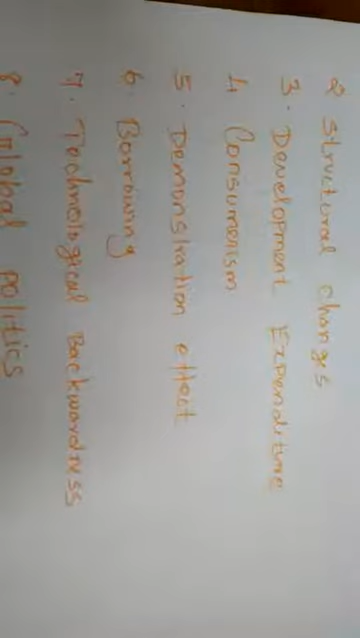 2 Structural changes
3. Development Expenditure
4 Consumerism
5. Demonstration effect
6. Borrowing
7. Technological Backwardness
8. Global politics